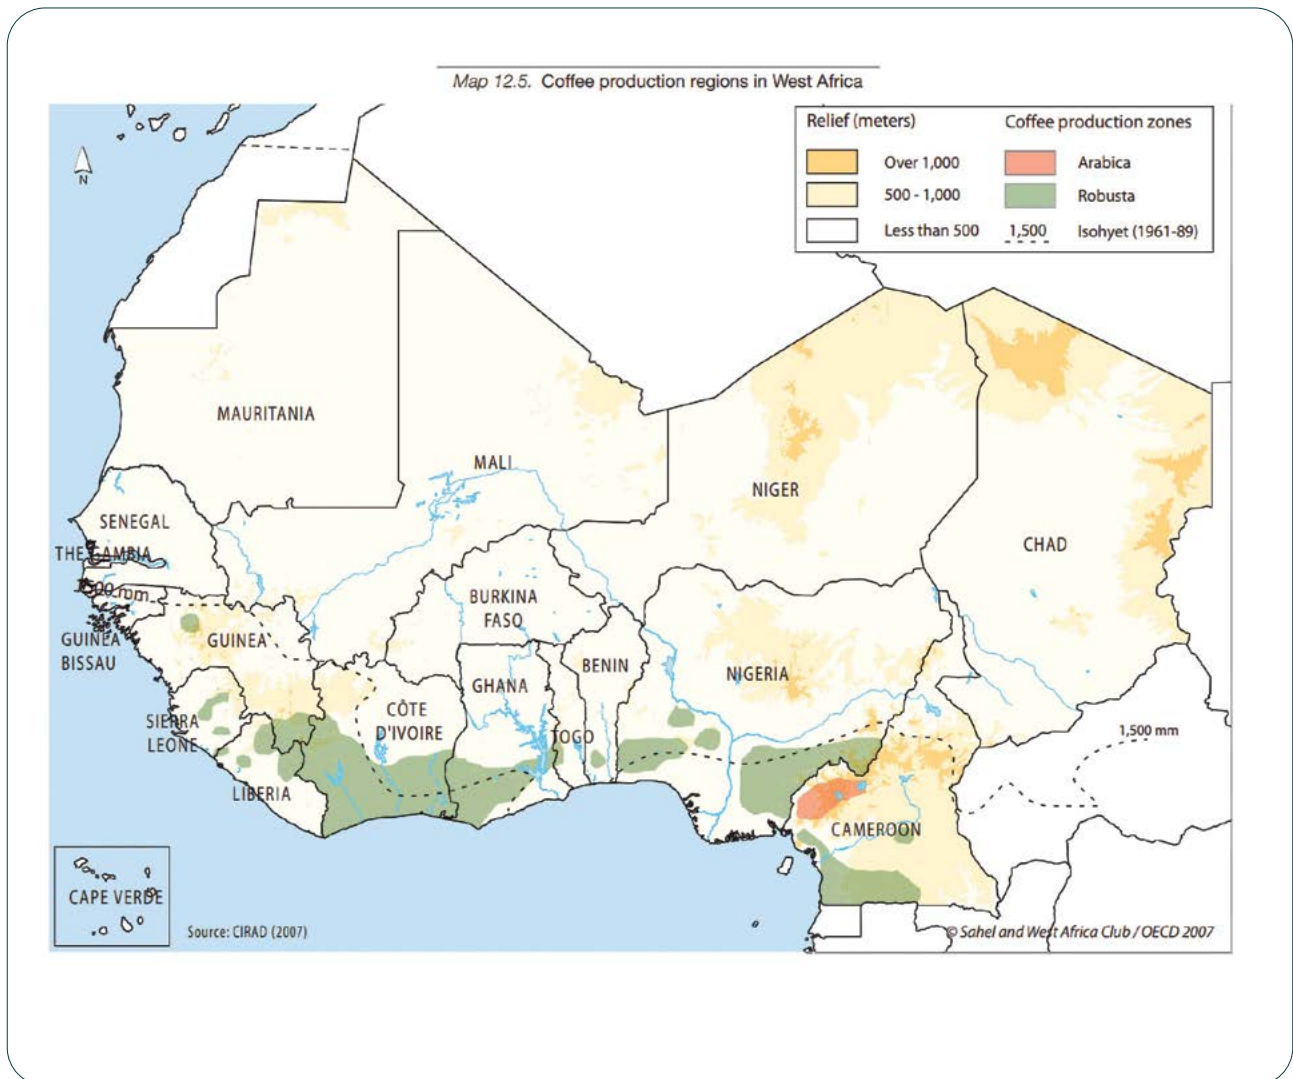 Map 12.5. Coffee production regions in West Africa
Relief (meters)
Over 1,000
500 - 1,000
Less than 500
Coffee production zones
Arabica
Robusta
1,500
Isohyet (1961-89)
N
MAURITANIA
MALI
NIGER
CHAD
SENEGAL
THE GAMBIA
1,500 mm
GUINEA
BISSAU
GUINEA
BURKINA
FASO
BENIN
NIGERIA
GHANA
CÔTE
D'IVOIRE
TOGO
SIERRA
LEONE
LIBERIA
1,500 mm
CAMEROON
CAPE VERDE
Source: CIRAD (2007)
© Sahel and West Africa Club / OECD 2007